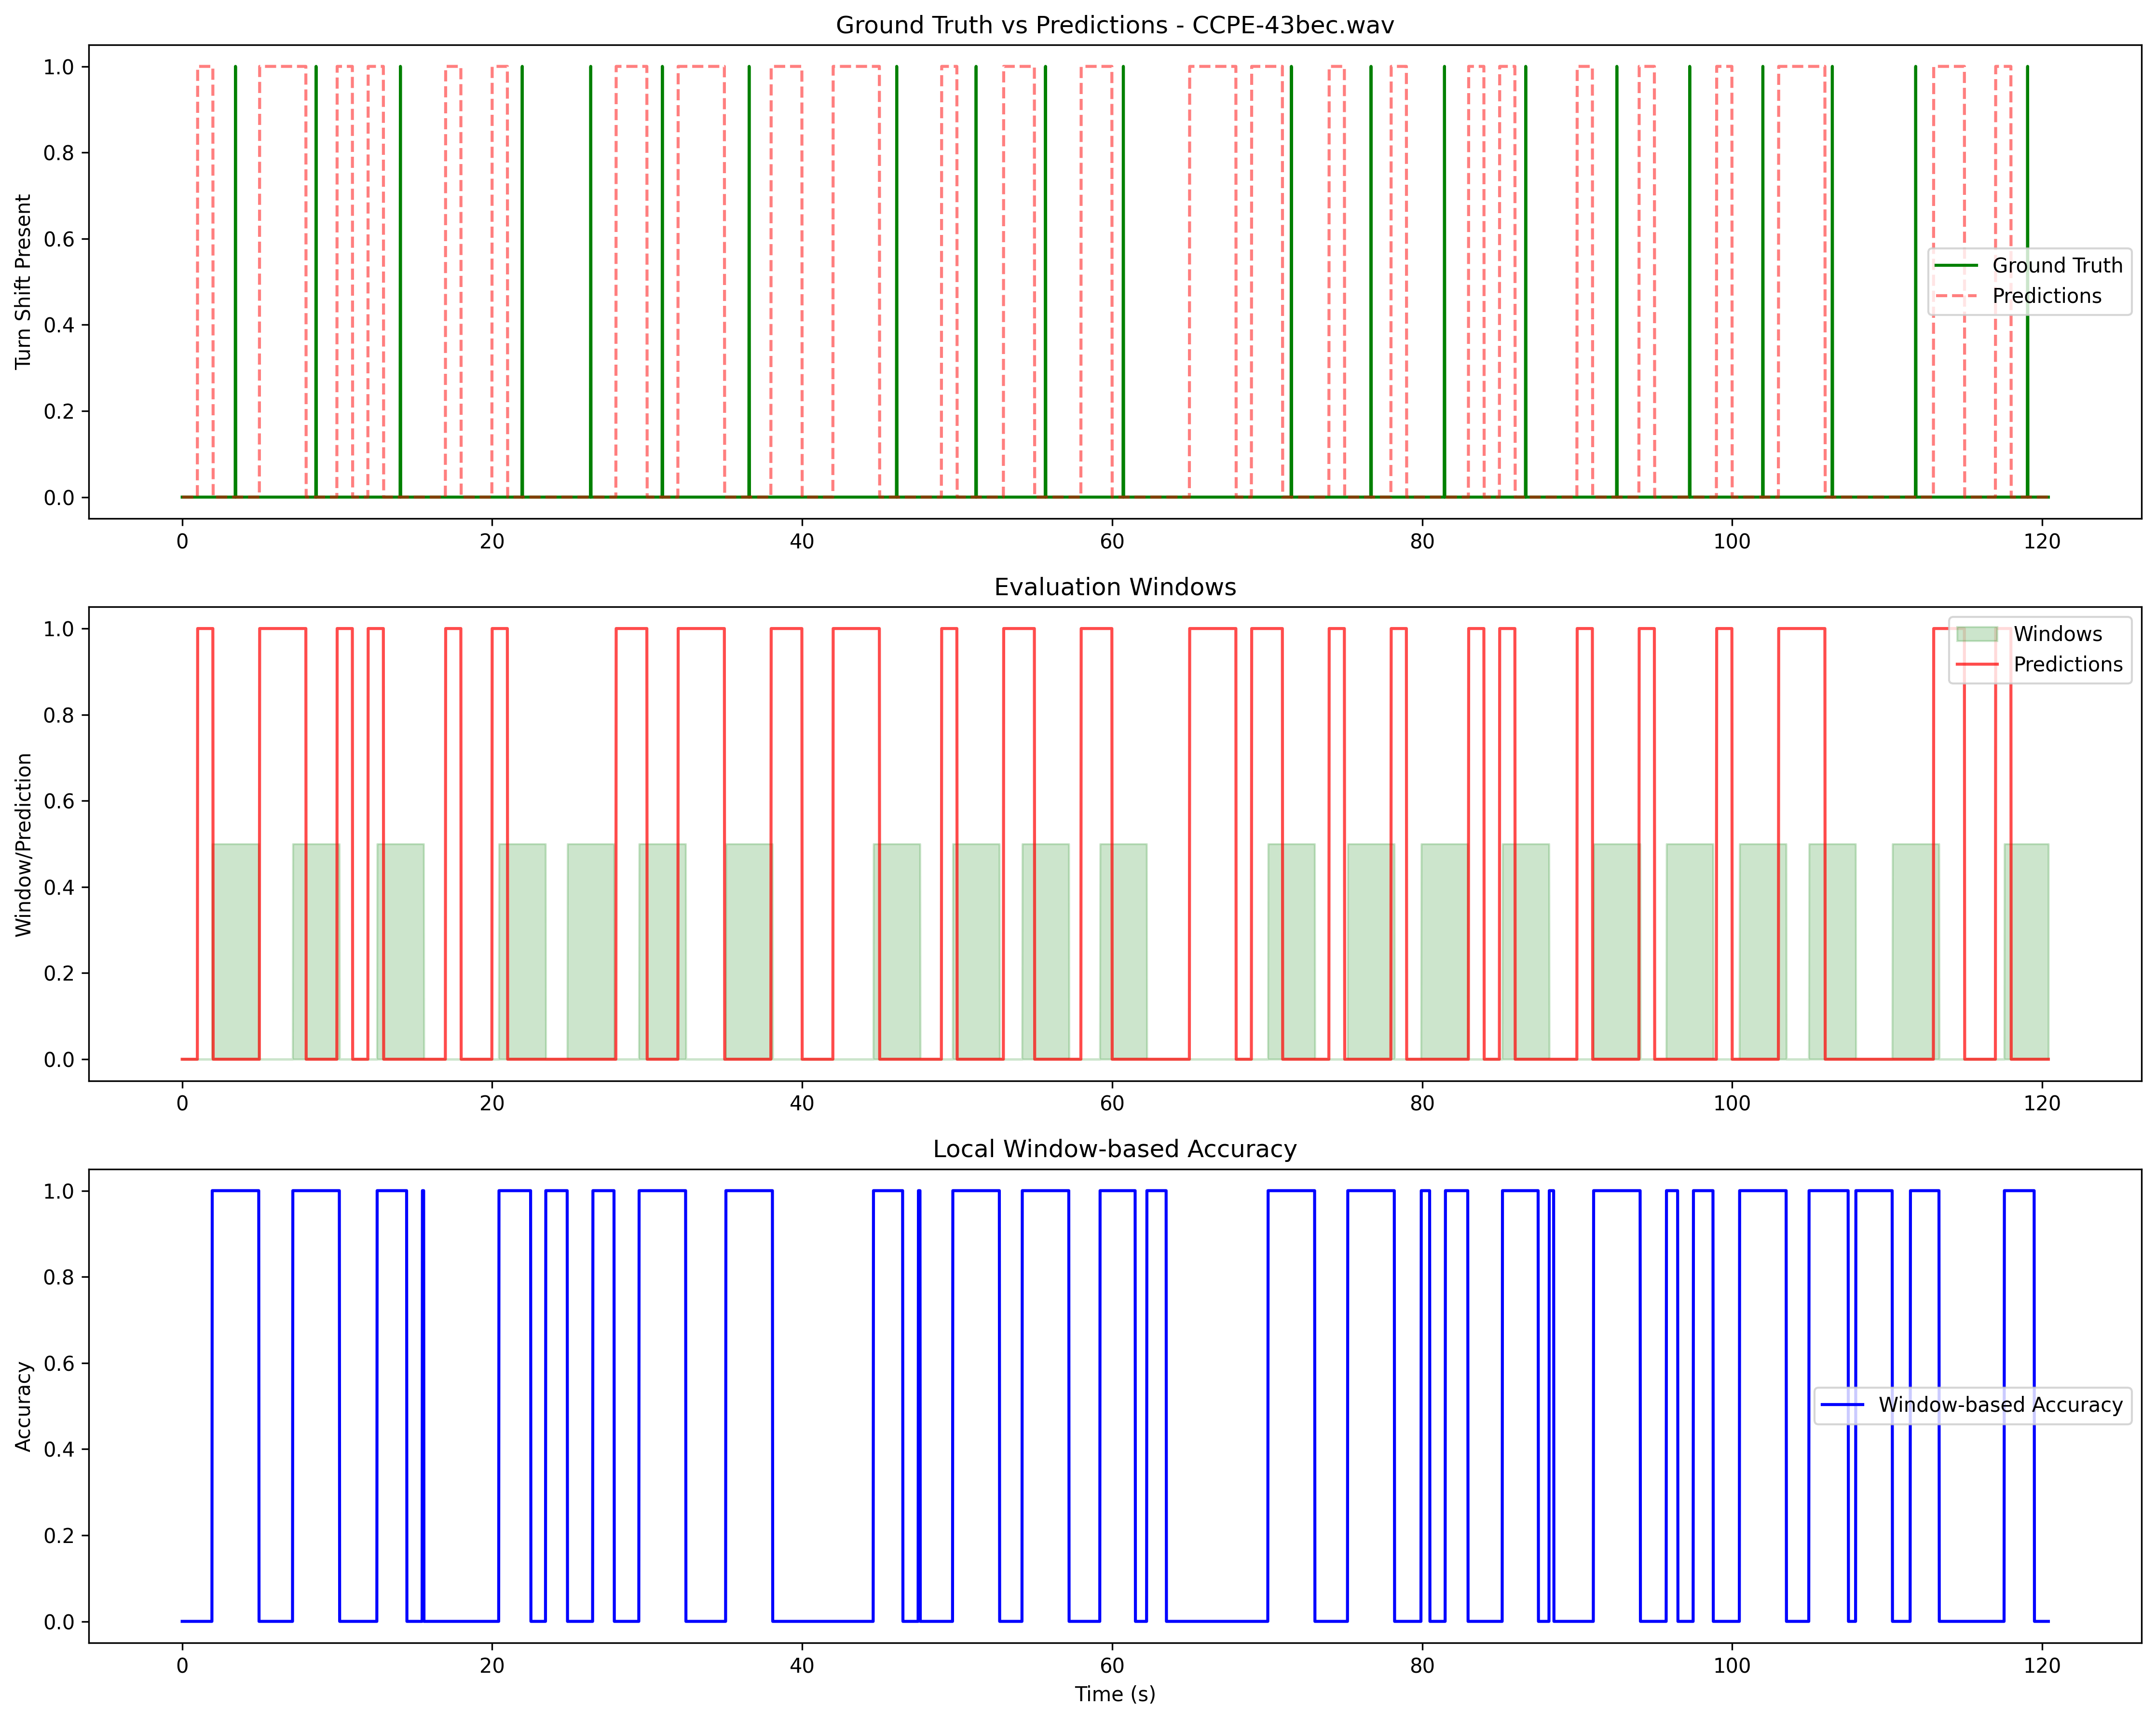 Ground Truth vs Predictions - CCPE-43bec.wav
Turn Shift Present
1.0
0.8
0.6
0.4
0.2
0.0
Ground Truth
Predictions
0 20 40 60 80 100 120
Evaluation Windows
Window/Prediction
1.0
0.8
0.6
0.4
0.2
0.0
Windows
Predictions
0 20 40 60 80 100 120
Local Window-based Accuracy
Accuracy
1.0
0.8
0.6
0.4
0.2
0.0
Window-based Accuracy
0 20 40 60 80 100 120
Time (s)